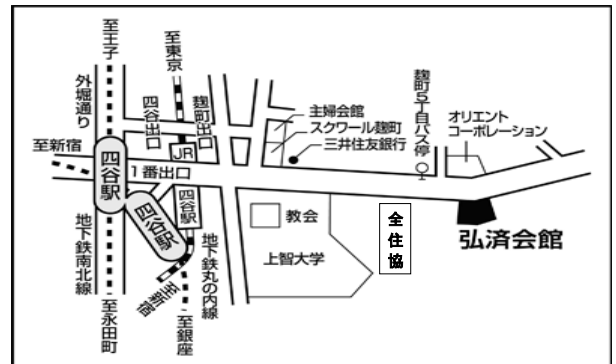 至王子
外堀通り
四谷出口
至東京
麹町出口
主婦会館
スクワール麹町
三井住友銀行
麹町5丁目バス停
オリエント
コーポレーション
至新宿
四谷駅
JR
1番出口
四谷駅
四谷駅
教会
上智大学
全住協
弘済会館
地下鉄南北線
地下鉄丸の内線
至新宿
至永田町
至銀座